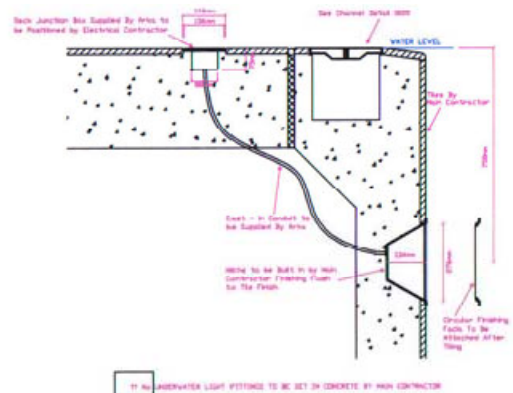 Deck Junction Box Supplied By Arka to
be Positioned by Electrical Contractor
See Channel Detail
WATER LEVEL
Tiles By
Main Contractor
750mm
Cast - In Conduit to
be Supplied By Arka
Niche to be Built In by Main
Contractor Finishing Flush
to Tile Finish
Circular Finishing
Facia To Be
Attached After
Tiling
UNDERWATER LIGHT FITTINGS TO BE SET IN CONCRETE BY MAIN CONTRACTOR